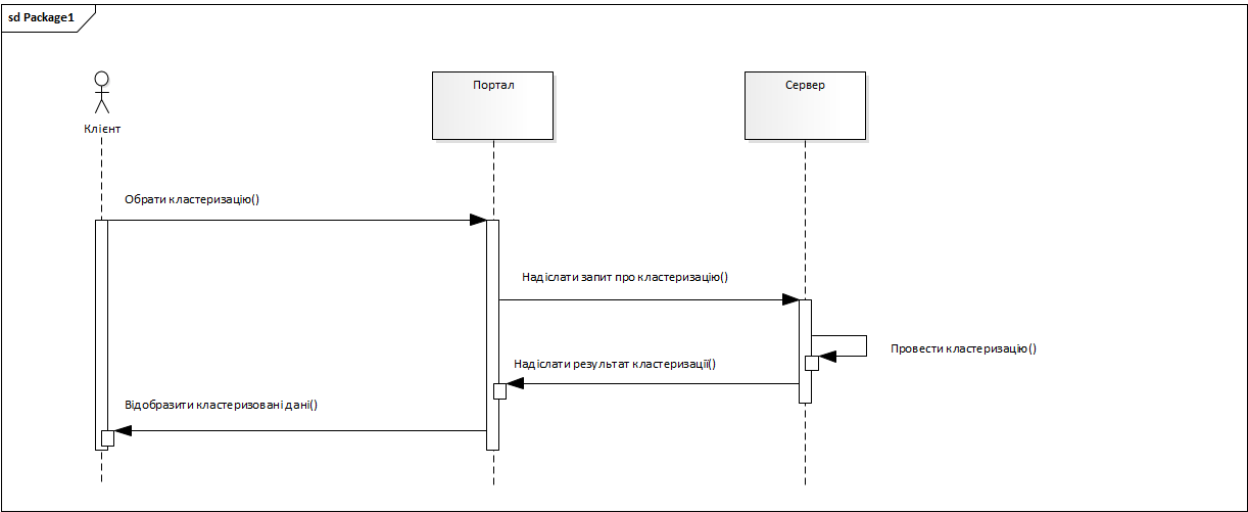 sd Package1
Клієнт
Портал
Сервер
Обрати кластеризацію()
Надіслати запит про кластеризацію()
Провести кластеризацію()
Надіслати результат кластеризації()
Відобразити кластеризовані дані()